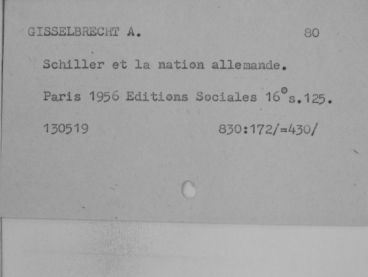 GISSELBRECHT A. 80
Schiller et la nation allemande.
Paris 1956 Editions Sociales 16° s.125.
130519 830:172/=430/